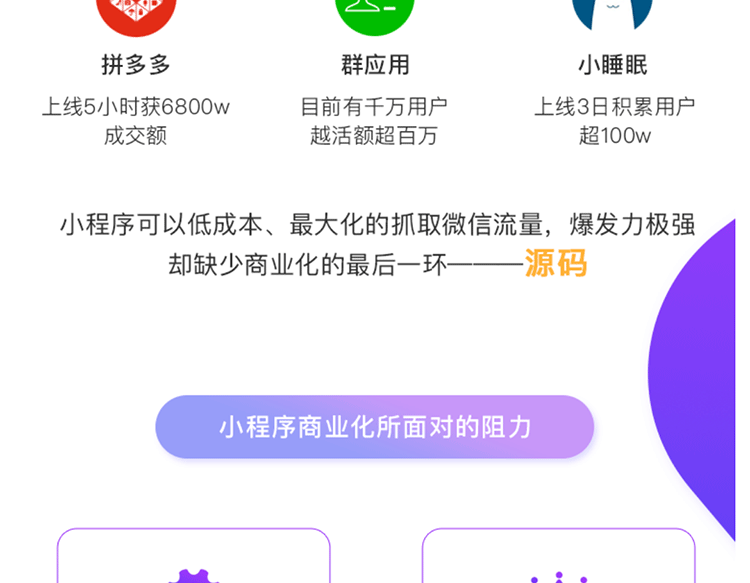 拼多多
群应用
小睡眠
上线5小时获6800w
成交额
目前有千万用户
越活额超百万
上线3日积累用户
超100w
小程序可以低成本、最大化的抓取微信流量，爆发力极强
却缺少商业化的最后一环———源码
小程序商业化所面对的阻力